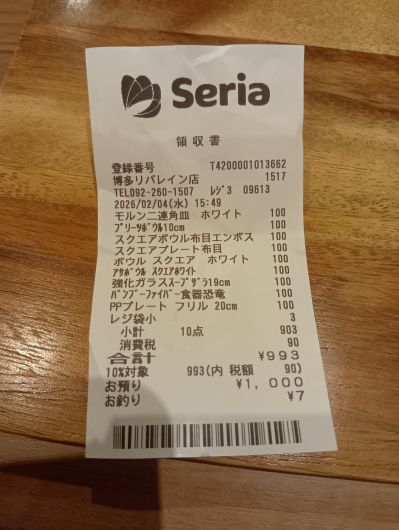 Seria
領収書
登録番号 T4200001013662
博多リバレイン店 1517
TEL092-260-1507 レジ3 09613
2026/02/04(水) 15:49
モルン二連角皿 ホワイト 100
プリーツボウル10cm 100
スクエアボウル布目エンボス 100
スクエアプレート布目 100
ボウル スクエア ホワイト 100
アサボウル スクエアホワイト 100
強化ガラススープザラ19cm 100
バンブーファイバー食器恐竜 100
PPプレート フリル 20cm 100
レジ袋小 3
小計 10点 903
消費税 90
合計 ¥993
10%対象 993(内 税額 90)
お預り ¥1,000
お釣り ¥7